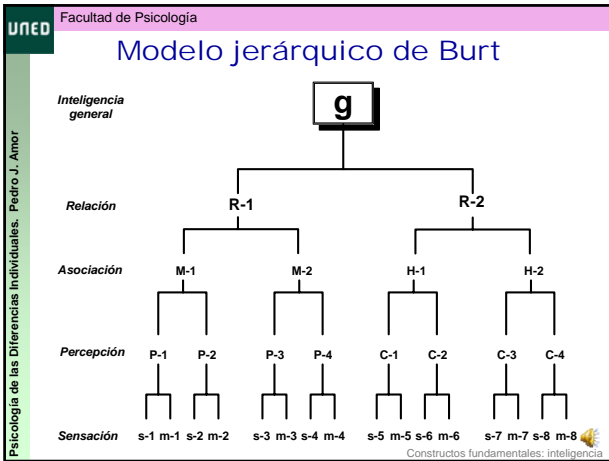 UNED
Facultad de Psicología
Modelo jerárquico de Burt
Inteligencia
general
g
Relación
R-1
R-2
Asociación
M-1
M-2
H-1
H-2
Percepción
P-1
P-2
P-3
P-4
C-1
C-2
C-3
C-4
Sensación
s-1 m-1 s-2 m-2
s-3 m-3 s-4 m-4
s-5 m-5 s-6 m-6
s-7 m-7 s-8 m-8
Constructos fundamentales: inteligencia
Psicología de las Diferencias Individuales. Pedro J. Amor